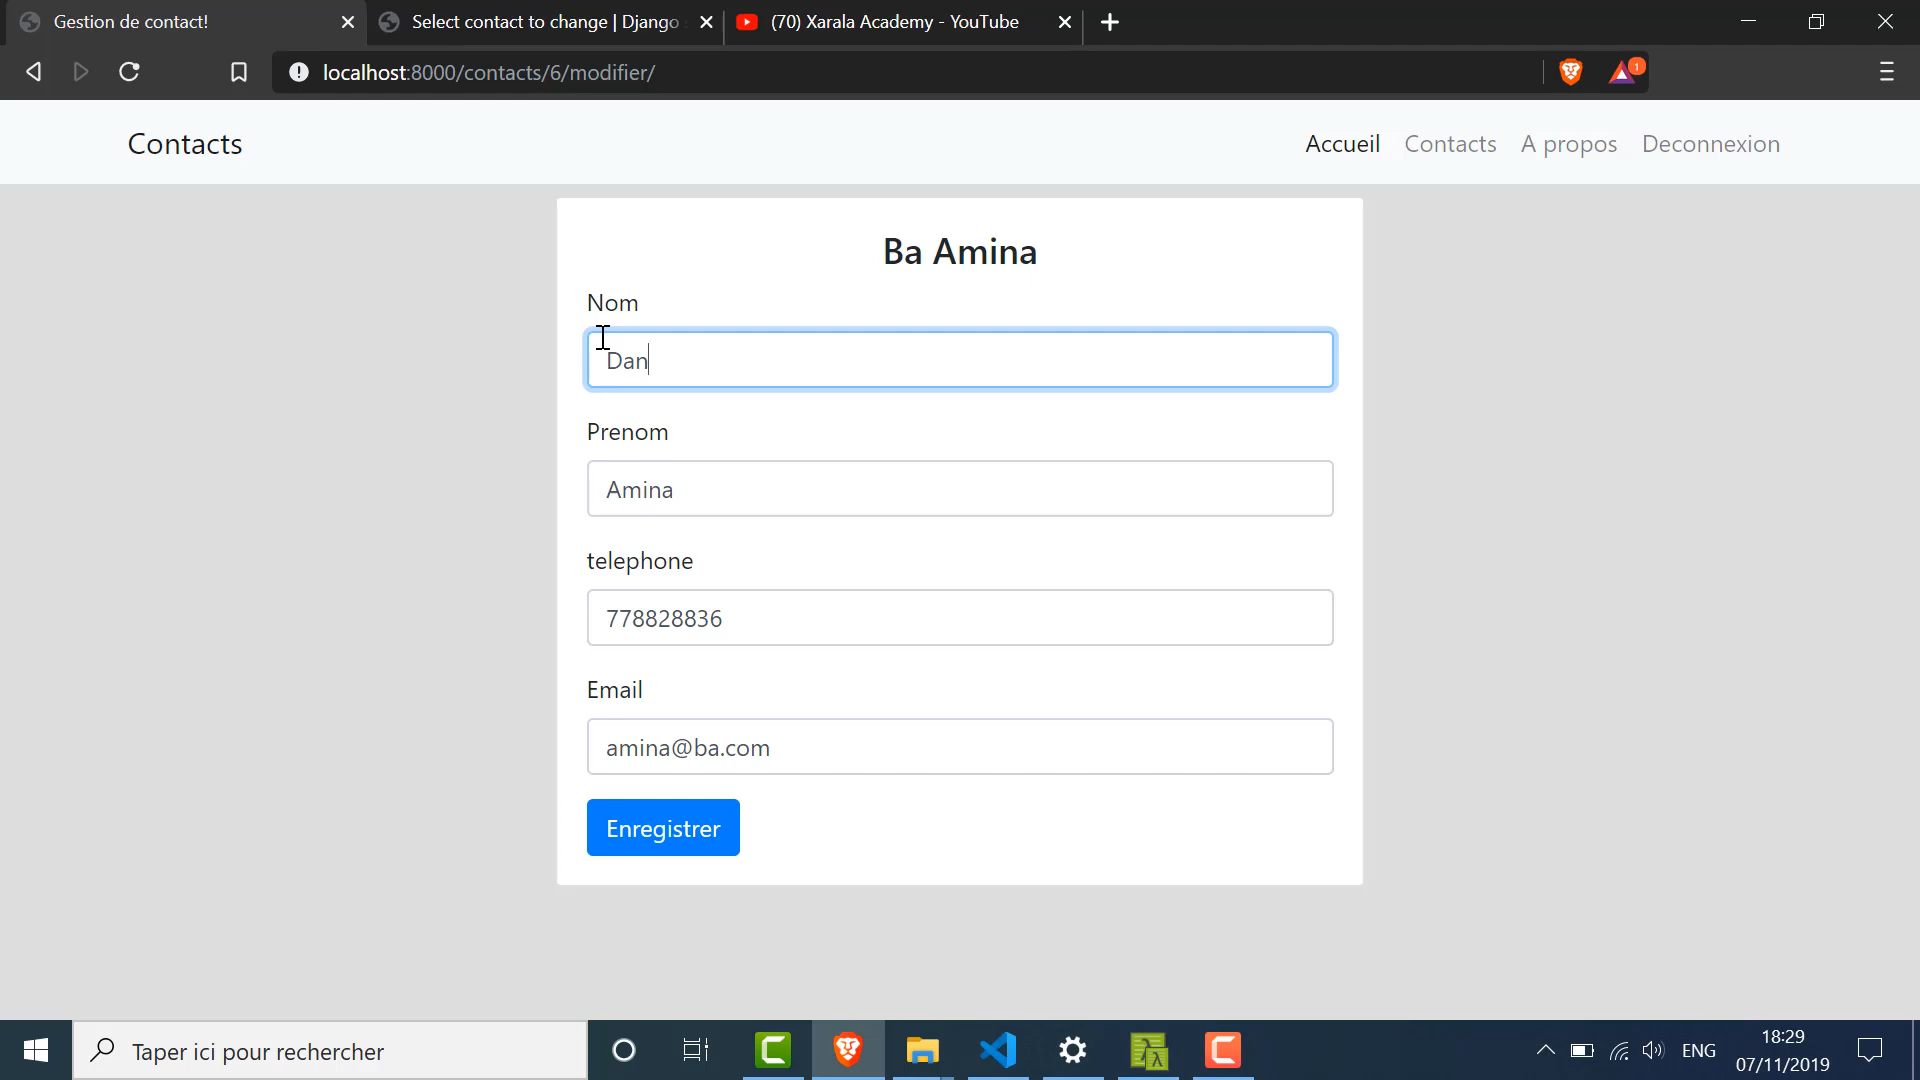 Gestion de contact!
Select contact to change | Django
(70) Xarala Academy - YouTube
localhost:8000/contacts/6/modifier/
1
Contacts
Accueil Contacts A propos Deconnexion
Ba Amina
Nom
Dan
Prenom
Amina
telephone
778828836
Email
amina@ba.com
Enregistrer
Taper ici pour rechercher
ENG
18:29
07/11/2019